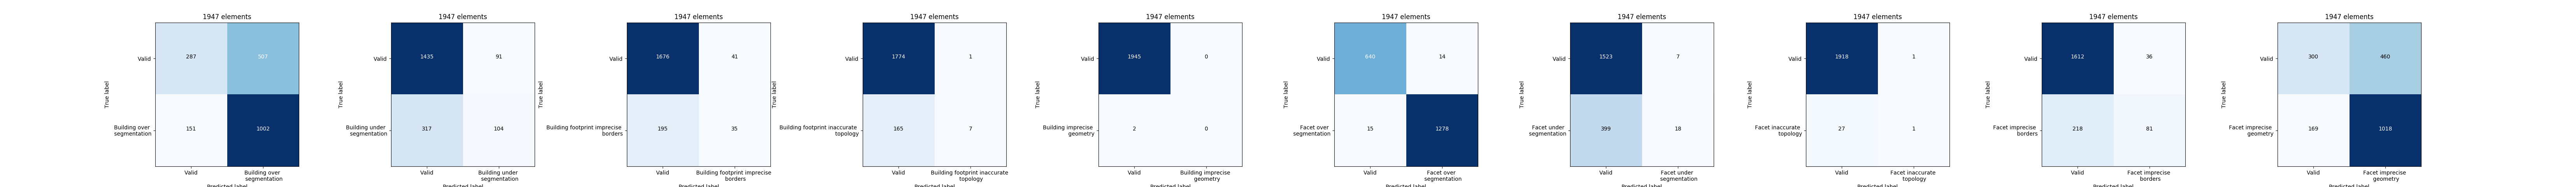 1947 elements
Valid
287
507
Building over
segmentation
151
1002
True label
Valid
Building over
segmentation
Predicted label
1947 elements
Valid
1435
91
Building under
segmentation
317
104
True label
Valid
Building under
segmentation
Predicted label
1947 elements
Valid
1676
41
Building footprint imprecise
borders
195
35
True label
Valid
Building footprint imprecise
borders
Predicted label
1947 elements
Valid
1774
1
Building footprint inaccurate
topology
165
7
True label
Valid
Building footprint inaccurate
topology
Predicted label
1947 elements
Valid
1945
0
Building imprecise
geometry
2
0
True label
Valid
Building imprecise
geometry
Predicted label
1947 elements
Valid
640
14
Facet over
segmentation
15
1278
True label
Valid
Facet over
segmentation
Predicted label
1947 elements
Valid
1523
7
Facet under
segmentation
399
18
True label
Valid
Facet under
segmentation
Predicted label
1947 elements
Valid
1918
1
Facet inaccurate
topology
27
1
True label
Valid
Facet inaccurate
topology
Predicted label
1947 elements
Valid
1612
36
Facet imprecise
borders
218
81
True label
Valid
Facet imprecise
borders
Predicted label
1947 elements
Valid
300
460
Facet imprecise
geometry
169
1018
True label
Valid
Facet imprecise
geometry
Predicted label